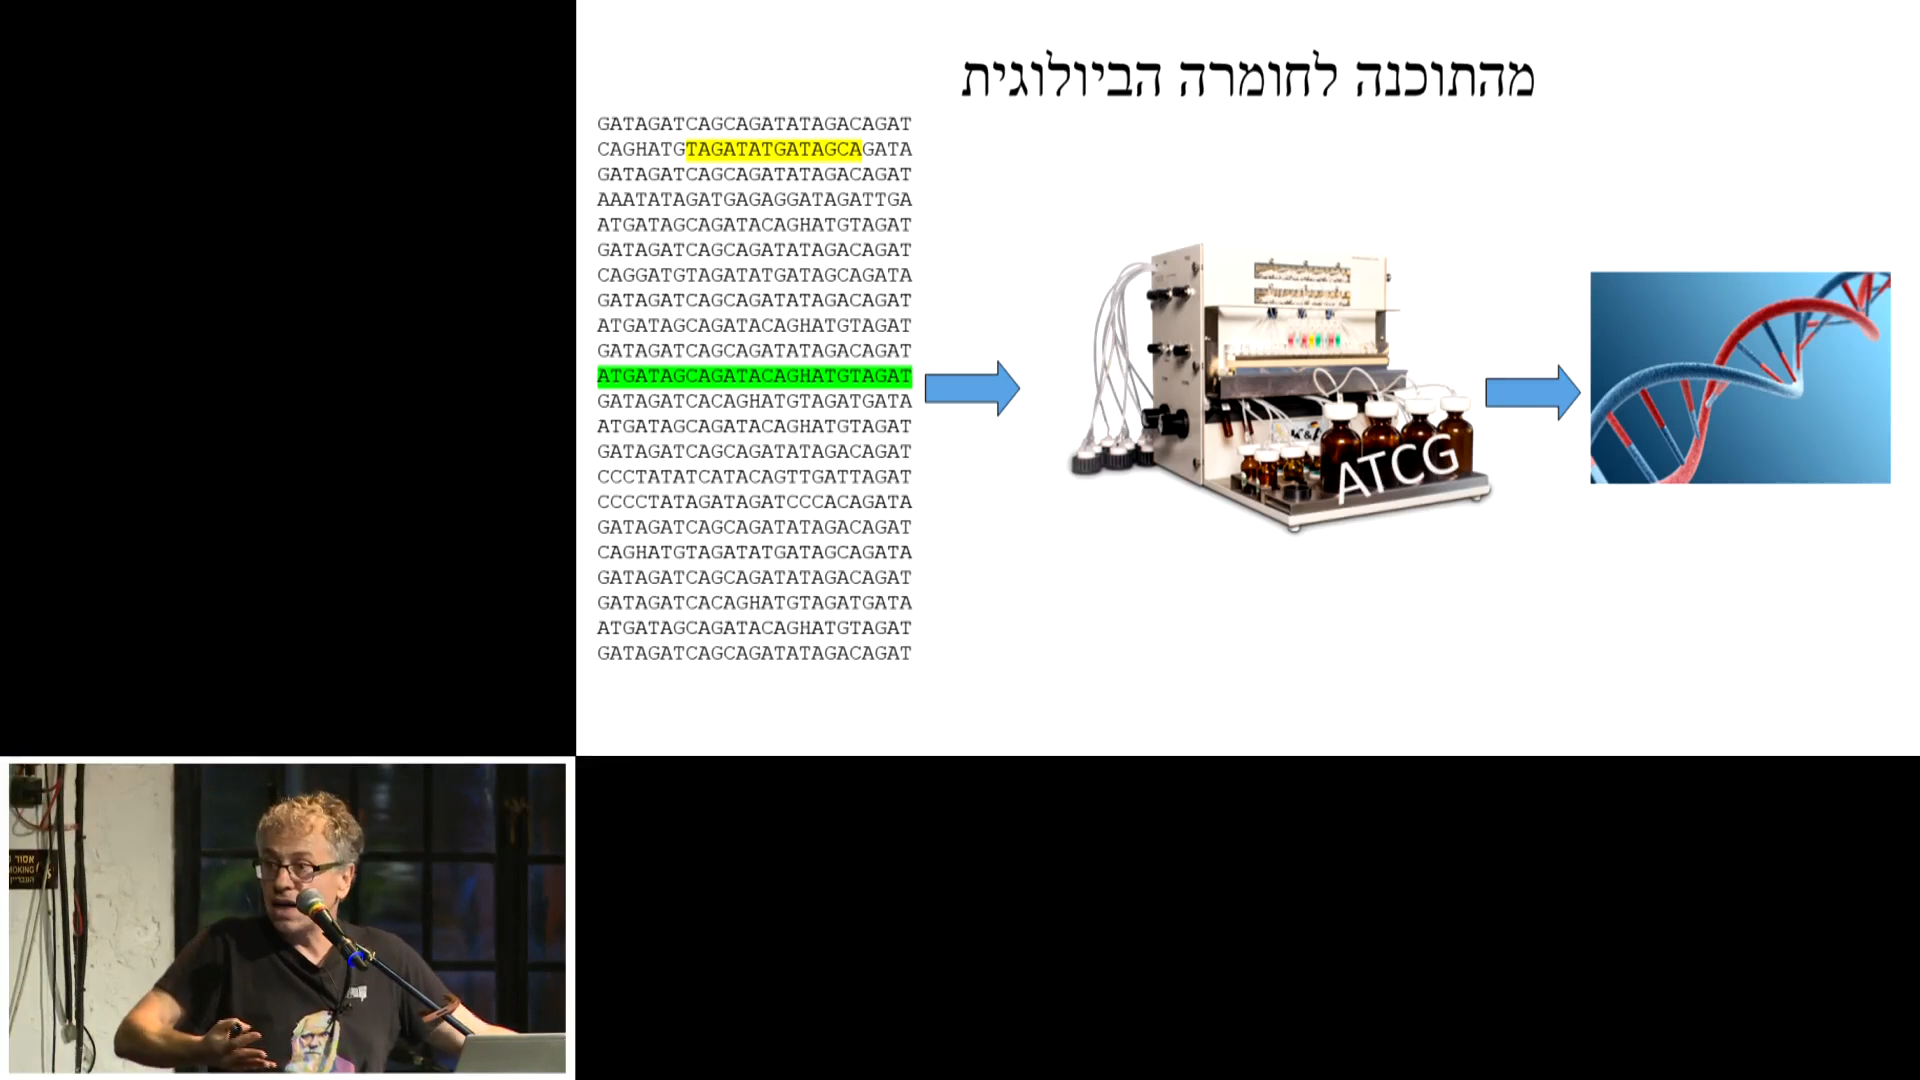 מהתוכנה לחומרה הביולוגית
GATAGATCAGCAGATATAGACAGAT
CAGHATGTAGATATGATAGCAGATA
GATAGATCAGCAGATATAGACAGAT
AAATATAGATGAGAGGATAGATTGA
ATGATAGCAGATACAGHATGTAGAT
GATAGATCAGCAGATATAGACAGAT
CAGGATGTAGATATGATAGCAGATA
GATAGATCAGCAGATATAGACAGAT
ATGATAGCAGATACAGHATGTAGAT
GATAGATCAGCAGATATAGACAGAT
ATGATAGCAGATACAGHATGTAGAT
GATAGATCACAGHATGTAGATGATA
ATGATAGCAGATACAGHATGTAGAT
GATAGATCAGCAGATATAGACAGAT
CCCTATATCATACAGTTGATTAGAT
CCCCTATAGATAGATCCCACAGATA
GATAGATCAGCAGATATAGACAGAT
CAGHATGTAGATATGATAGCAGATA
GATAGATCAGCAGATATAGACAGAT
GATAGATCACAGHATGTAGATGATA
ATGATAGCAGATACAGHATGTAGAT
GATAGATCAGCAGATATAGACAGAT
ATCG
אסור